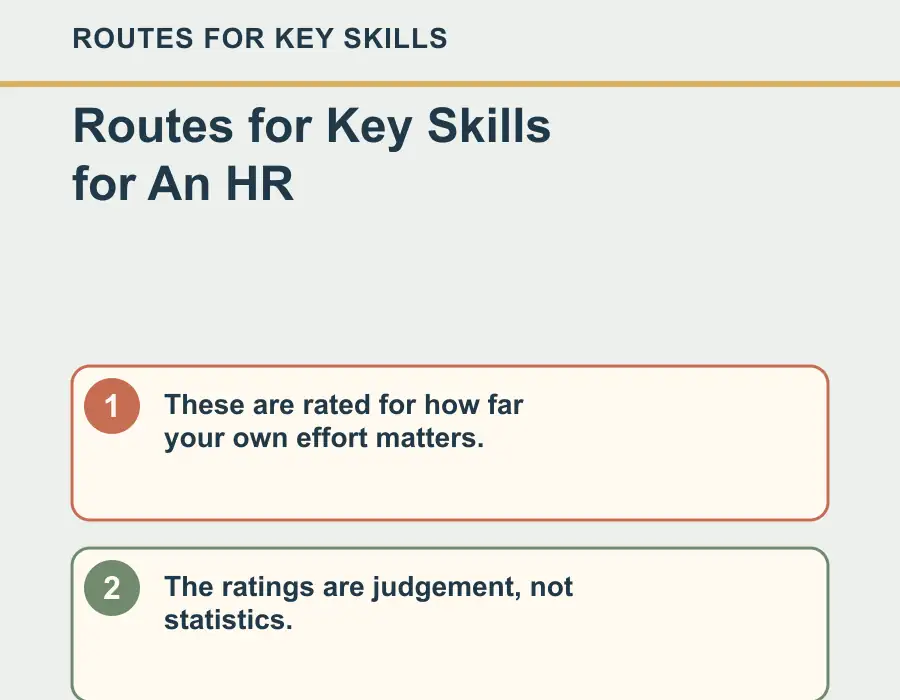 ROUTES FOR KEY SKILLS
Routes for Key Skills
for An HR
1
These are rated for how far
your own effort matters.
2
The ratings are judgement, not
statistics.